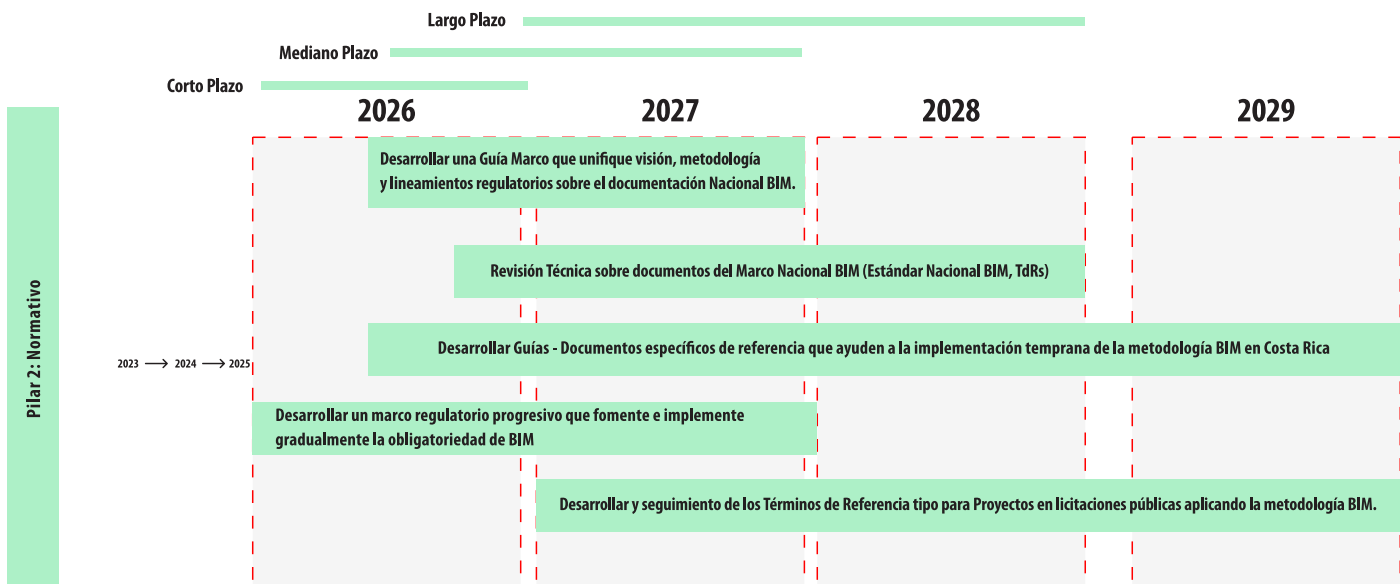 Largo Plazo
Mediano Plazo
Corto Plazo
2026 2027 2028 2029
Pilar 2: Normativo
Desarrollar una Guía Marco que unifique visión, metodología
y lineamientos regulatorios sobre el documentación Nacional BIM.
Revisión Técnica sobre documentos del Marco Nacional BIM (Estándar Nacional BIM, TdRs)
Desarrollar Guías - Documentos específicos de referencia que ayuden a la implementación temprana de la metodología BIM en Costa Rica
2023 → 2024 → 2025
Desarrollar un marco regulatorio progresivo que fomente e implemente
gradualmente la obligatoriedad de BIM
Desarrollar y seguimiento de los Términos de Referencia tipo para Proyectos en licitaciones públicas aplicando la metodología BIM.